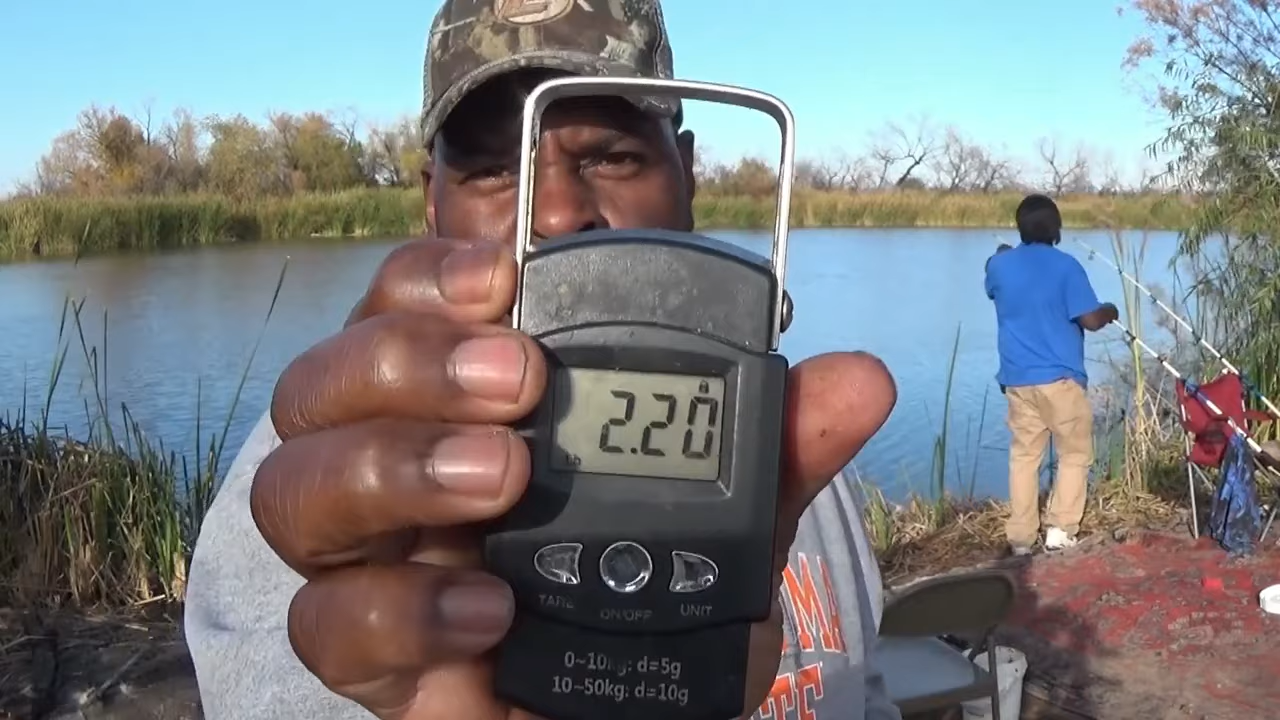 2.20
Lb
TARE
ON/OFF
UNIT
0~10kg: d=5g
10~50kg: d=10g